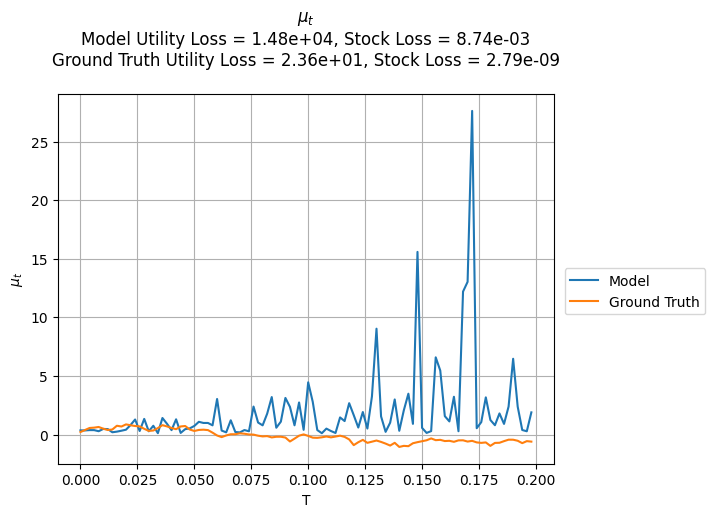 μt
Model Utility Loss = 1.48e+04, Stock Loss = 8.74e-03
Ground Truth Utility Loss = 2.36e+01, Stock Loss = 2.79e-09
25
20
15
10
5
0
μt
0.000 0.025 0.050 0.075 0.100 0.125 0.150 0.175 0.200
T
Model
Ground Truth